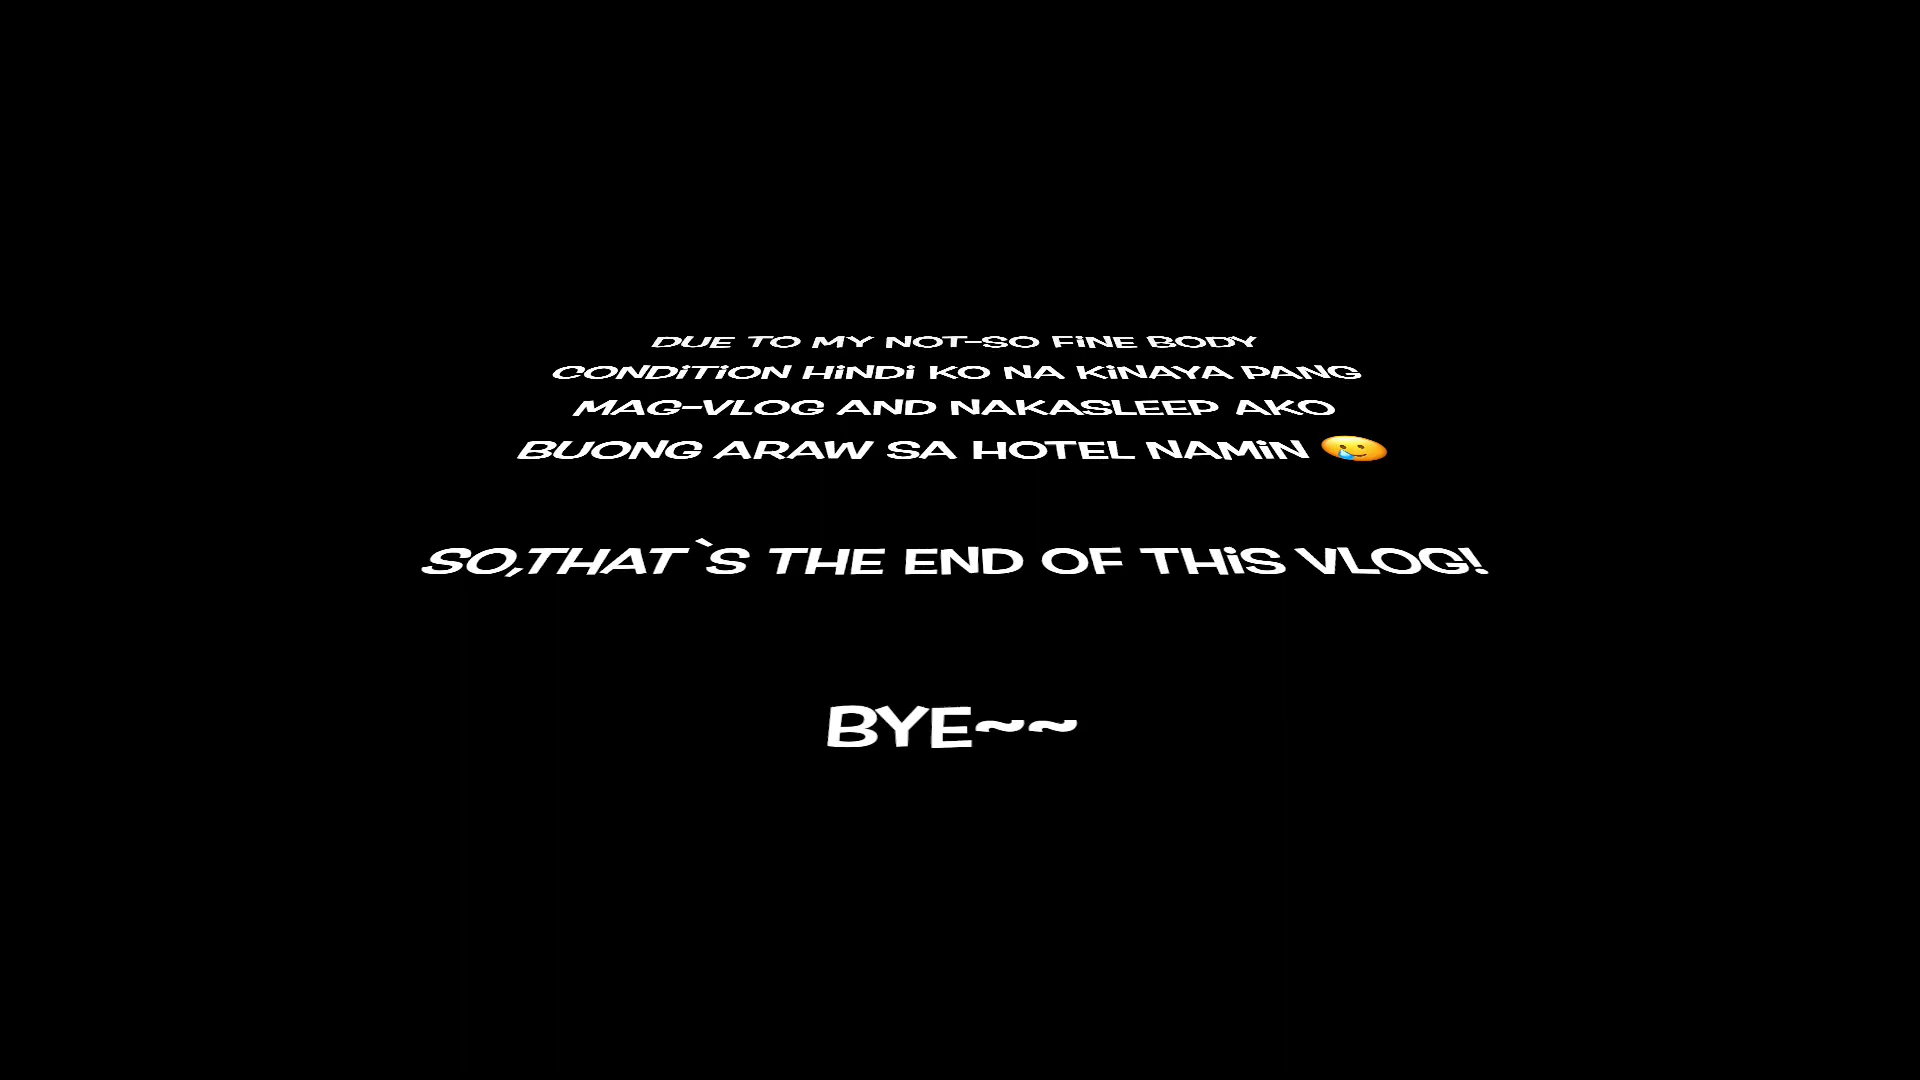 DUE TO MY NOT-SO FiNE BODY
CONDiTiON HiNDi KO NA KiNAYA PANG
MAG-VLOG AND NAKASLEEP AKO
BUONG ARAW SA HOTEL NAMiN 🥲
SO,THAT`S THE END OF THiS VLOG!
BYE~~